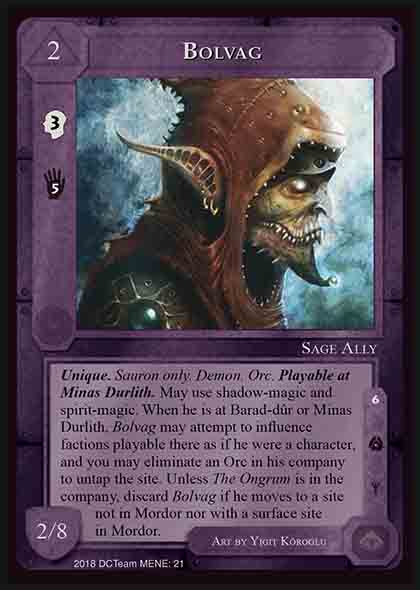 2
BOLVAG
3
5
SAGE ALLY
Unique. Sauron only. Demon. Orc. Playable at
Minas Durlith. May use shadow-magic and
spirit-magic. When he is at Barad-dûr or Minas
Durlith, Bolvag may attempt to influence
factions playable there as if he were a character,
and you may eliminate an Orc in his company
to untap the site. Unless The Ongrum is in the
company, discard Bolvag if he moves to a site
not in Mordor nor with a surface site
in Mordor.
6
2/8
ART BY YIGIT KÖROGLU
2018 DCTeam MENE: 21